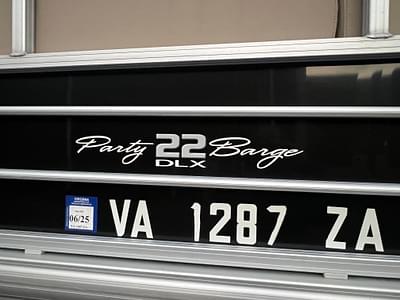 Party 22 Barge
DLX
06/25
VA 1287 ZA